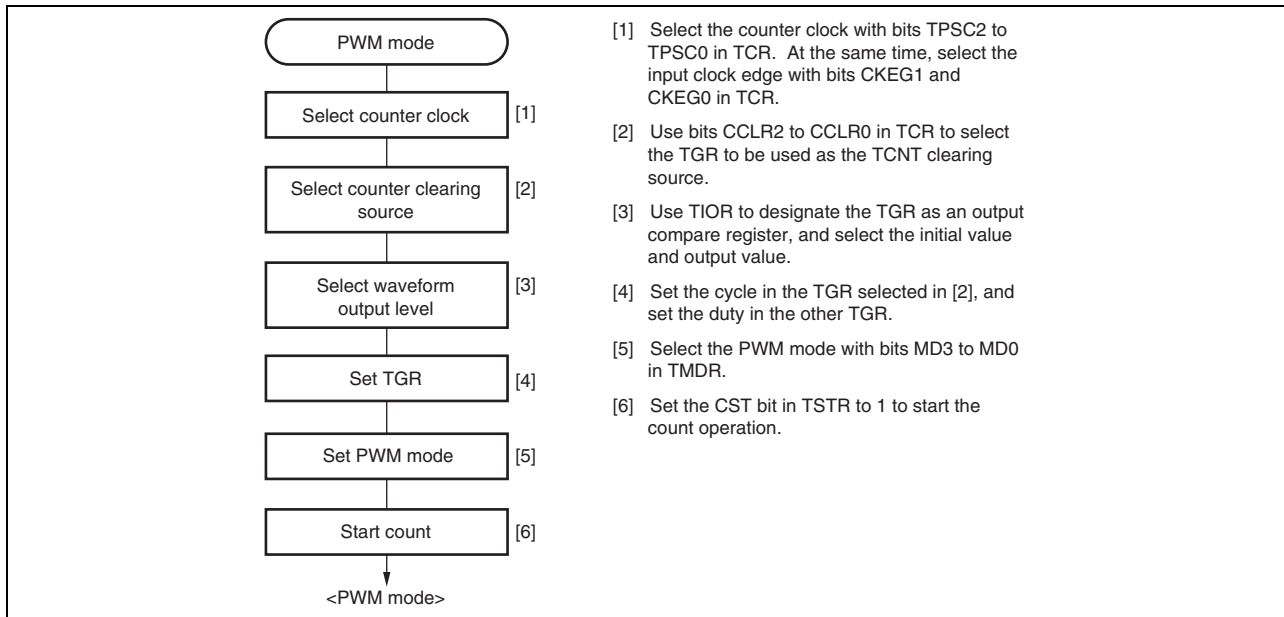 PWM mode
Select counter clock
[1]
Select counter clearing
source
[2]
Select waveform
output level
[3]
Set TGR
[4]
Set PWM mode
[5]
Start count
[6]
<PWM mode>
[1] Select the counter clock with bits TPSC2 to
TPSC0 in TCR. At the same time, select the
input clock edge with bits CKEG1 and
CKEG0 in TCR.
[2] Use bits CCLR2 to CCLR0 in TCR to select
the TGR to be used as the TCNT clearing
source.
[3] Use TIOR to designate the TGR as an output
compare register, and select the initial value
and output value.
[4] Set the cycle in the TGR selected in [2], and
set the duty in the other TGR.
[5] Select the PWM mode with bits MD3 to MD0
in TMDR.
[6] Set the CST bit in TSTR to 1 to start the
count operation.